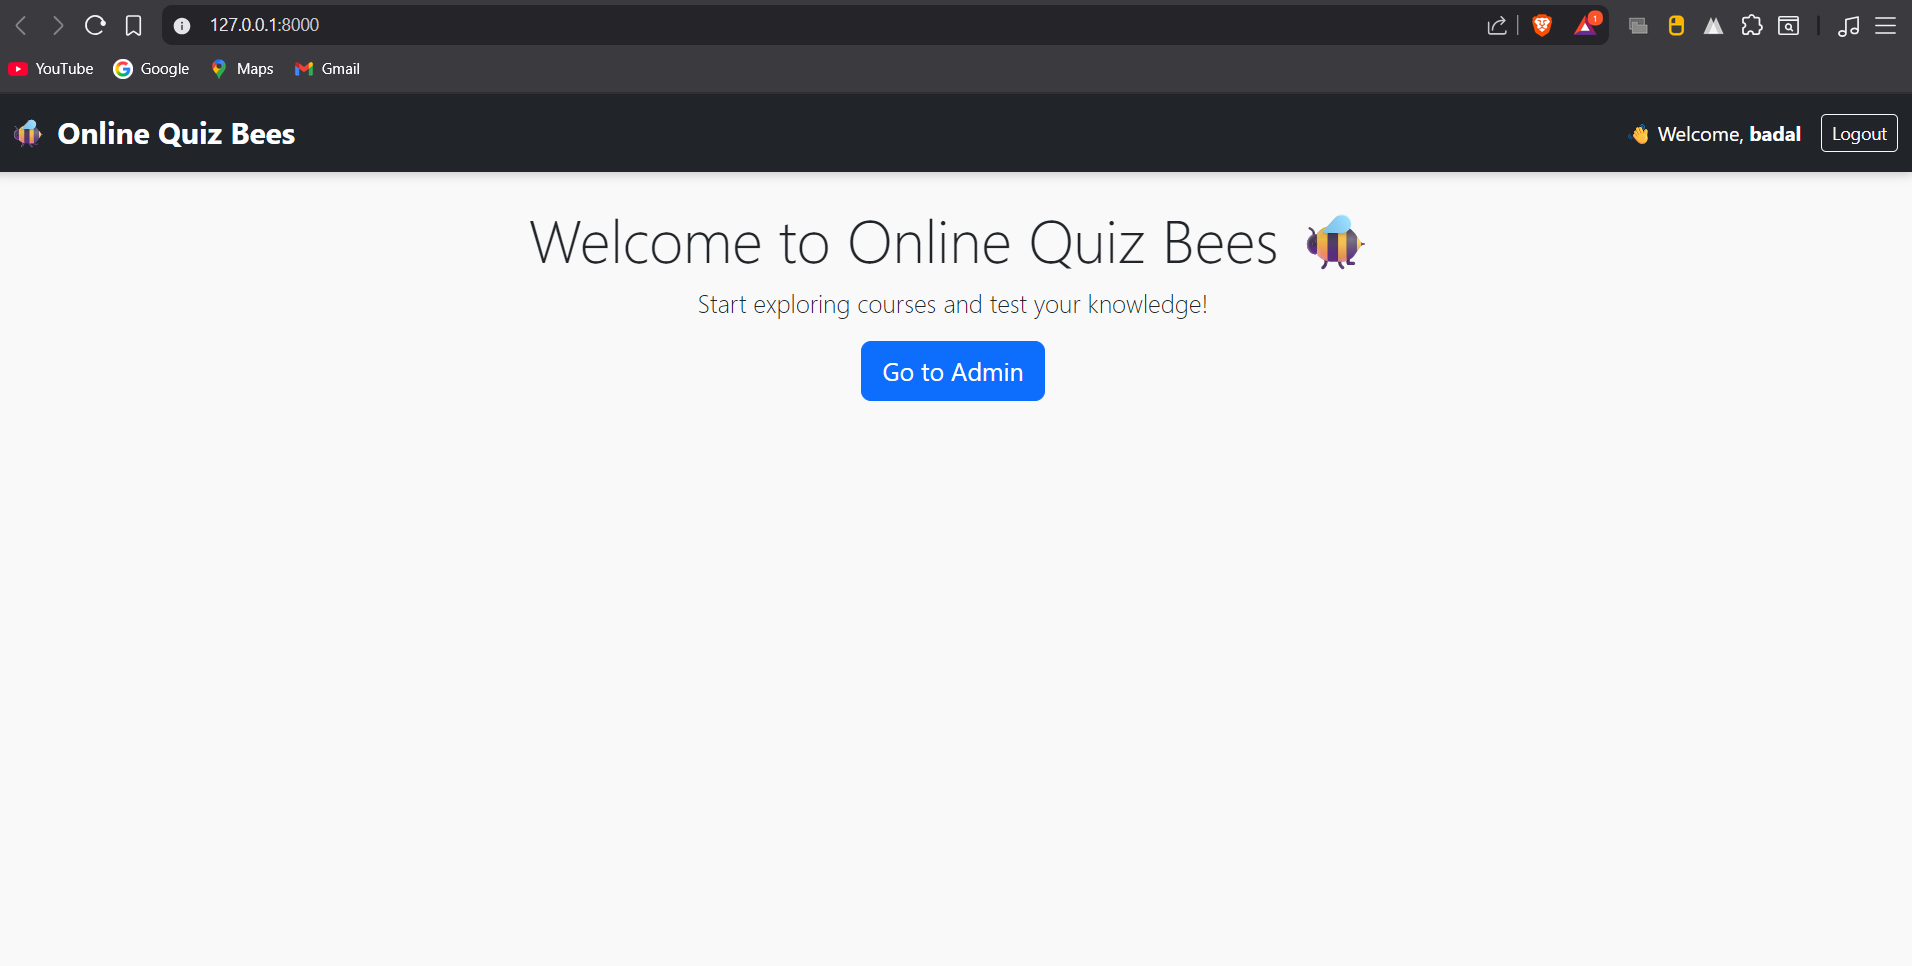 127.0.0.1:8000
1
YouTube Google Maps Gmail
Online Quiz Bees
Welcome, badal Logout
Welcome to Online Quiz Bees
Start exploring courses and test your knowledge!
Go to Admin